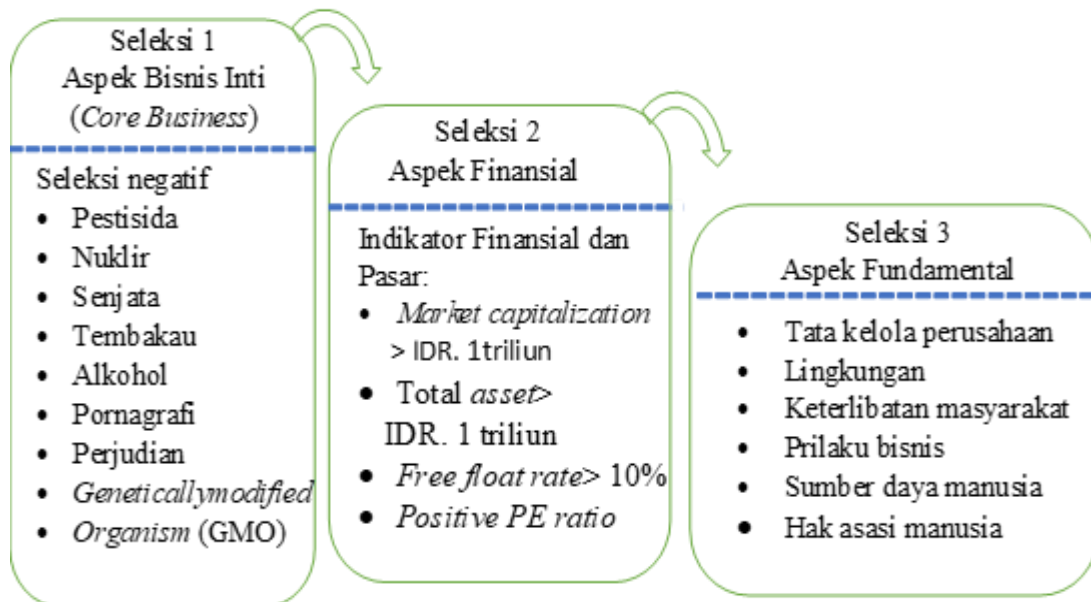 Seleksi 1
Aspek Bisnis Inti
(Core Business)
Seleksi negatif
• Pestisida
• Nuklir
• Senjata
• Tembakau
• Alkohol
• Pornagrafi
• Perjudian
• Geneticallymodified
• Organism (GMO)
Seleksi 2
Aspek Finansial
Indikator Finansial dan
Pasar:
• Market capitalization
> IDR. 1triliun
• Total asset>
IDR. 1 triliun
• Free float rate> 10%
• Positive PE ratio
Seleksi 3
Aspek Fundamental
• Tata kelola perusahaan
• Lingkungan
• Keterlibatan masyarakat
• Prilaku bisnis
• Sumber daya manusia
• Hak asasi manusia